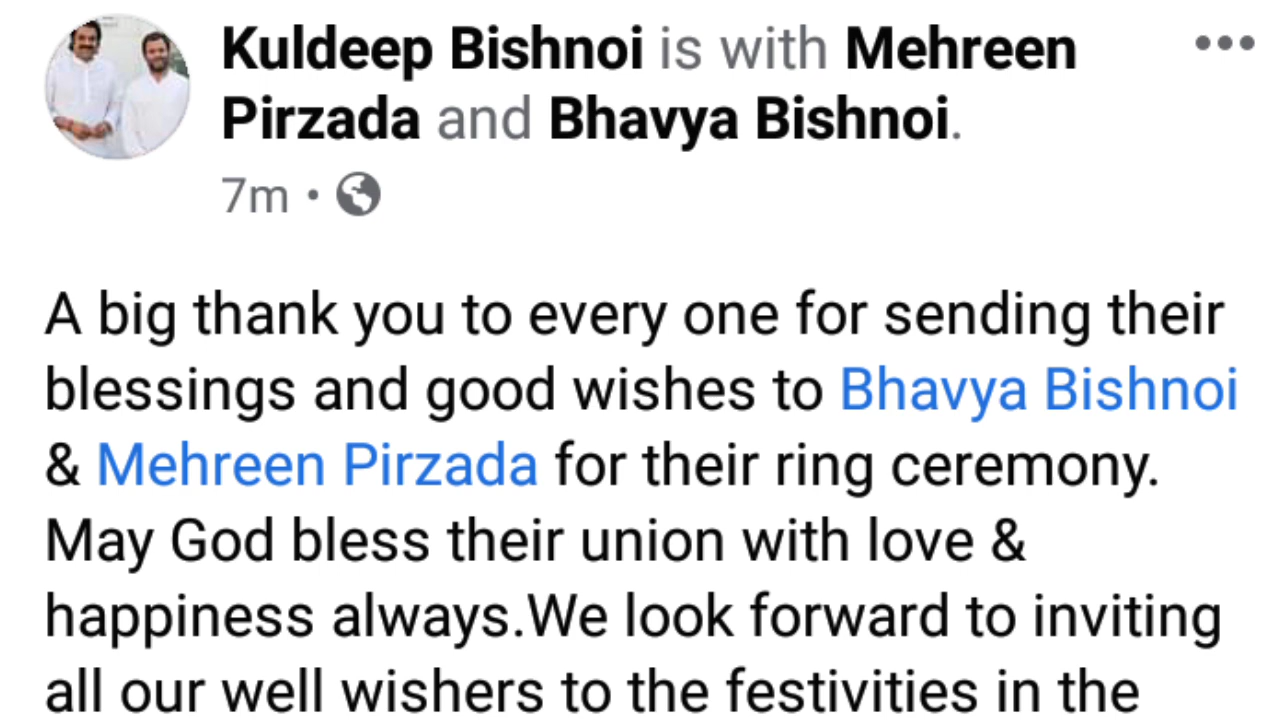 Kuldeep Bishnoi is with Mehreen
Pirzada and Bhavya Bishnoi.
7m •
A big thank you to every one for sending their
blessings and good wishes to Bhavya Bishnoi
& Mehreen Pirzada for their ring ceremony.
May God bless their union with love &
happiness always.We look forward to inviting
all our well wishers to the festivities in the